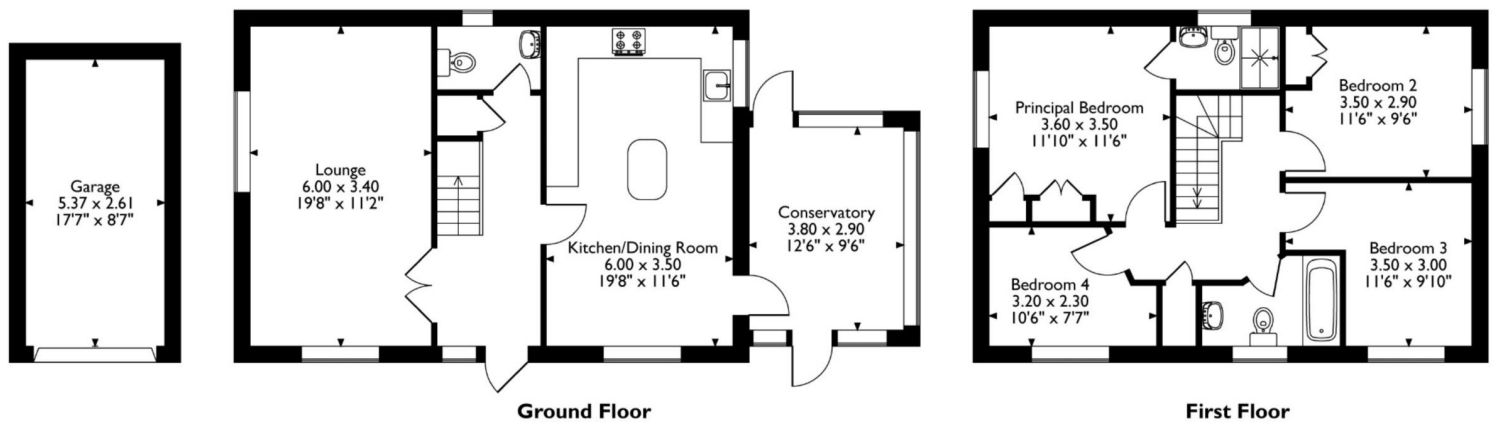 Garage
5.37 x 2.61
17'7" x 8'7"
Lounge
6.00 x 3.40
19'8" x 11'2"
Kitchen/Dining Room
6.00 x 3.50
19'8" x 11'6"
Conservatory
3.80 x 2.90
12'6" x 9'6"
Ground Floor
Principal Bedroom
3.60 x 3.50
11'10" x 11'6"
Bedroom 2
3.50 x 2.90
11'6" x 9'6"
Bedroom 3
3.50 x 3.00
11'6" x 9'10"
Bedroom 4
3.20 x 2.30
10'6" x 7'7"
First Floor